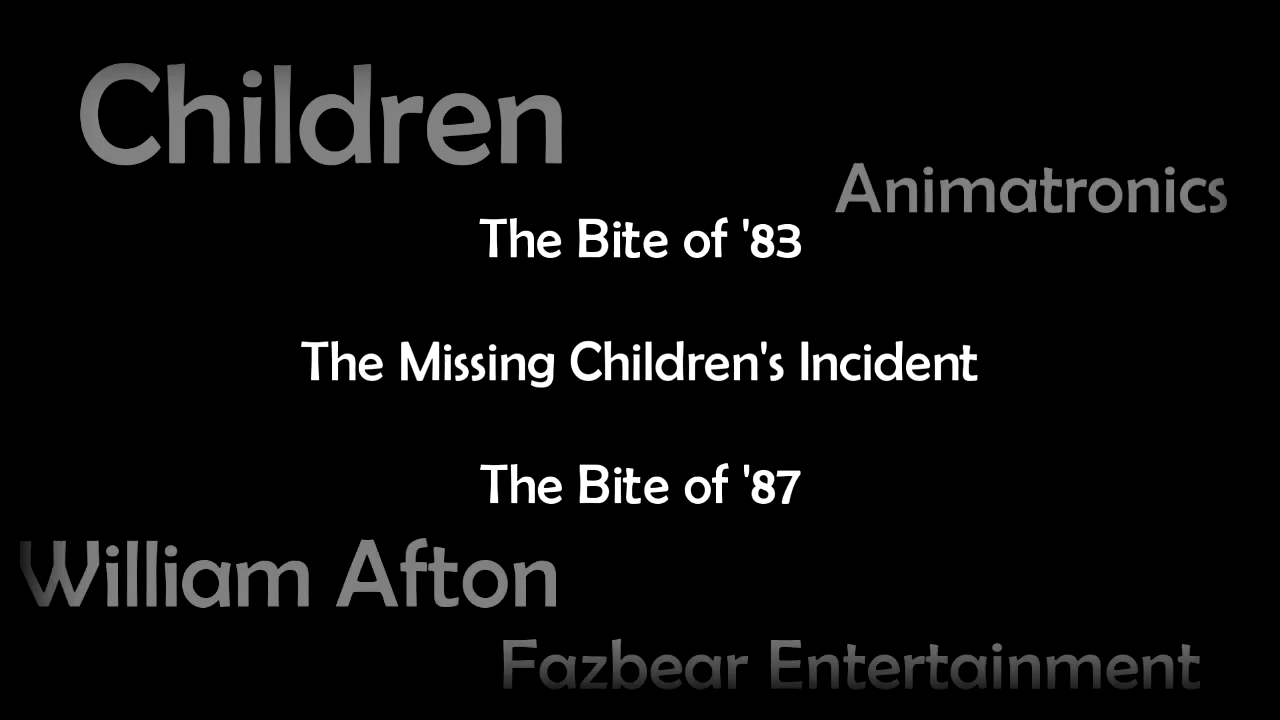 Children
Animatronics
The Bite of '83
The Missing Children's Incident
The Bite of '87
William Afton
Fazbear Entertainment